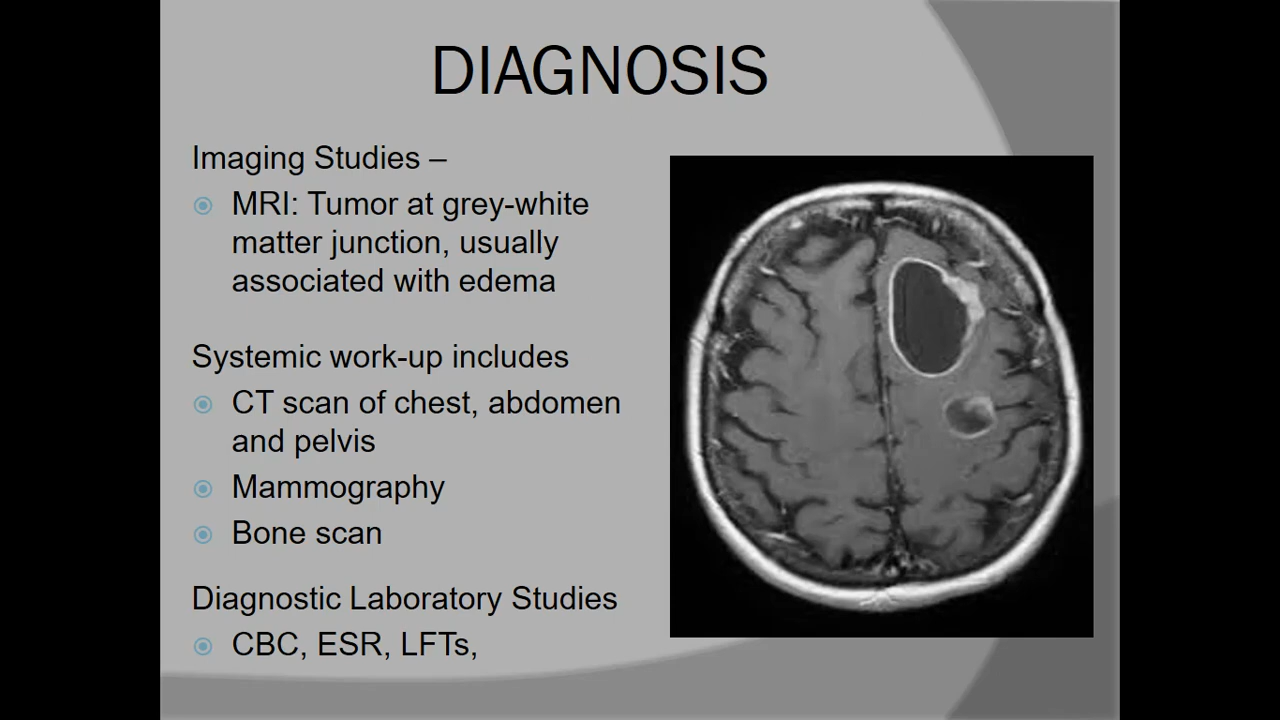 DIAGNOSIS
Imaging Studies –
MRI: Tumor at grey-white
matter junction, usually
associated with edema
Systemic work-up includes
CT scan of chest, abdomen
and pelvis
Mammography
Bone scan
Diagnostic Laboratory Studies
CBC, ESR, LFTs,